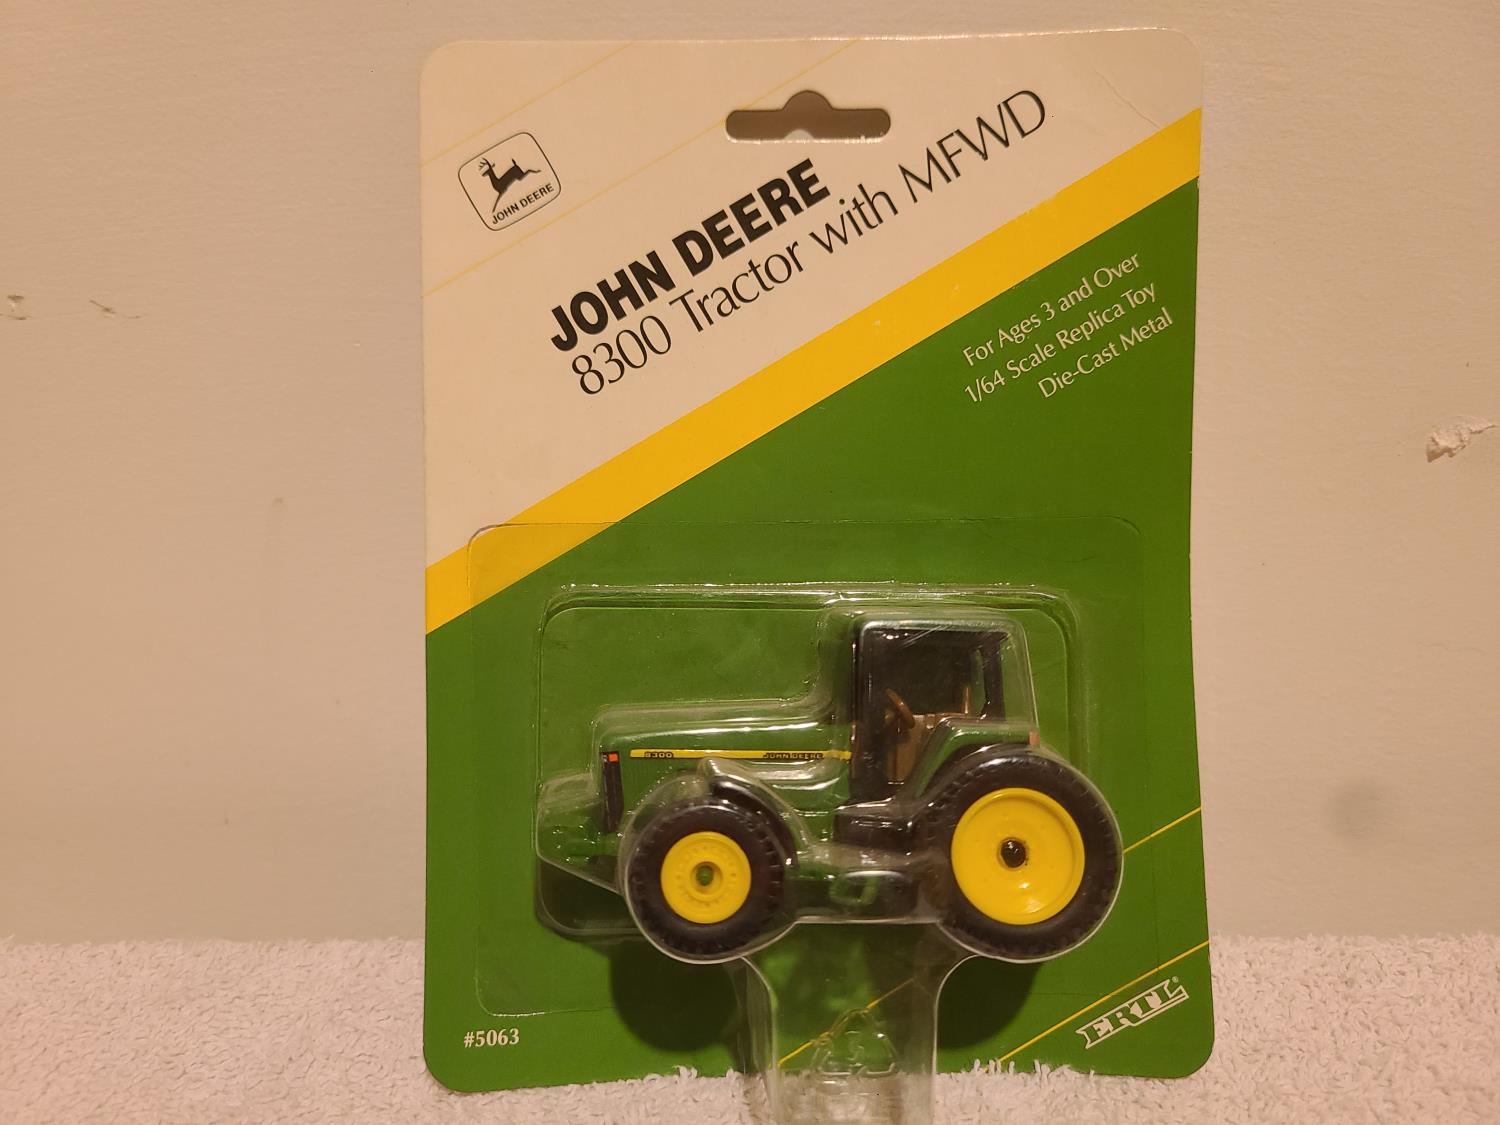 JOHN DEERE
JOHN DEERE
8300 Tractor with MFWD
For Ages 3 and Over
1/64 Scale Replica Toy
Die-Cast Metal
8300 JOHN DEERE
#5063
ERTL®